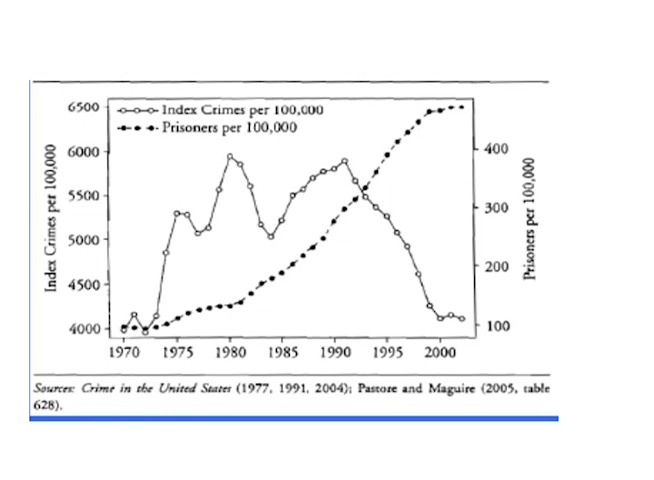 Index Crimes per 100,000
Prisoners per 100,000
Index Crimes per 100,000
6500
6000
5500
5000
4500
4000
400
300
200
100
Prisoners per 100,000
1970 1975 1980 1985 1990 1995 2000
Sources: Crime in the United States (1977, 1991, 2004); Pastore and Maguire (2005, table
628).